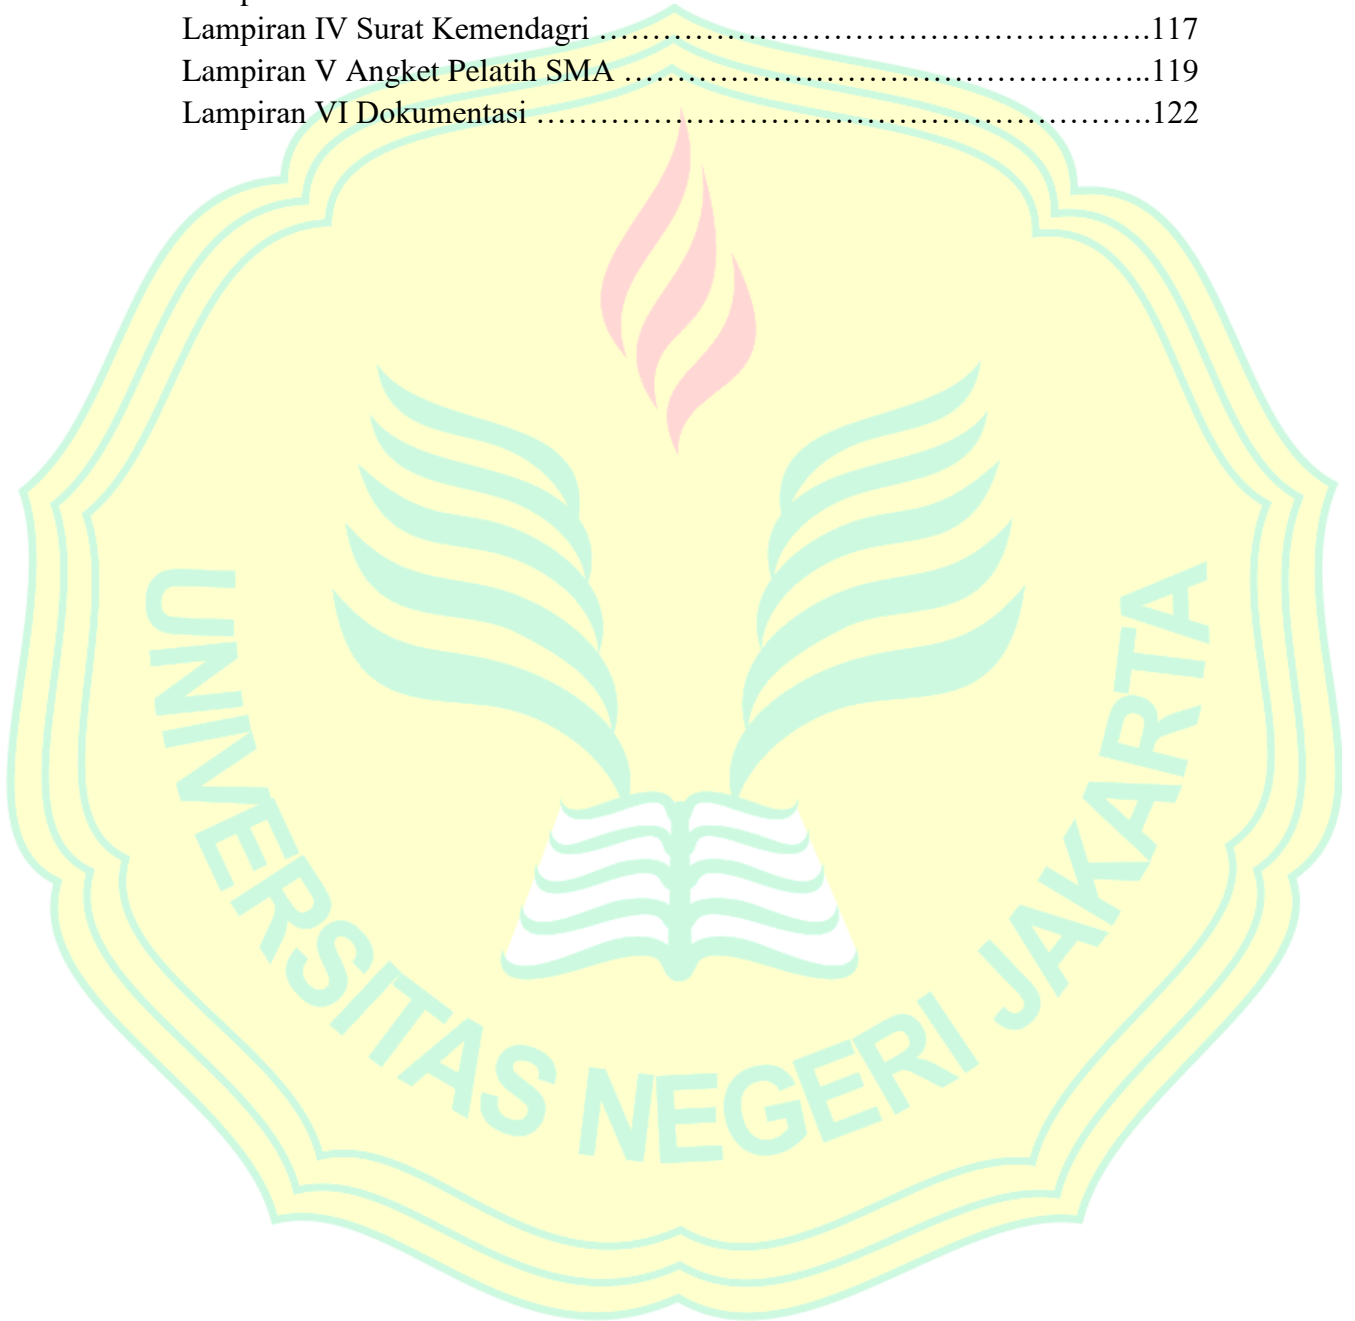 Lampiran IV Surat Kemendagri ……………………………………………….117
Lampiran V Angket Pelatih SMA ……………………………………………..119
Lampiran VI Dokumentasi …………………………………………………….122
UNIVERSITAS NEGERI JAKARTA